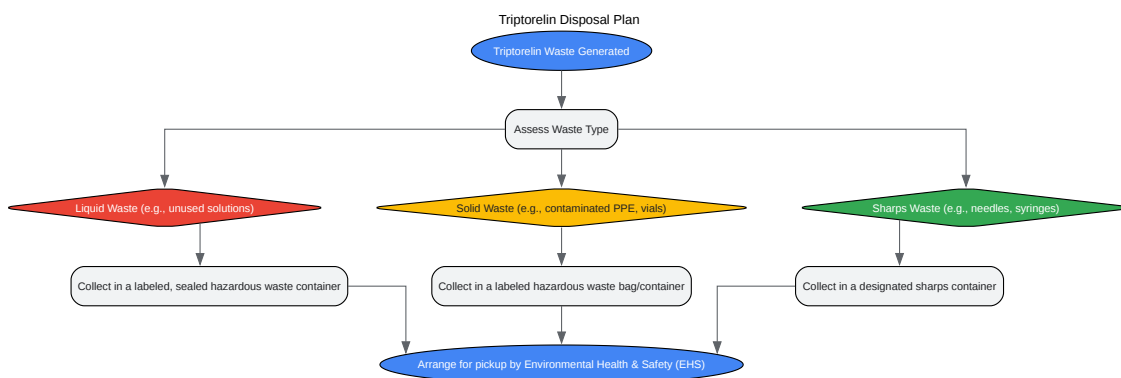 Triptorelin Disposal Plan
Triptorelin Waste Generated
Assess Waste Type
Liquid Waste (e.g., unused solutions)
Solid Waste (e.g., contaminated PPE, vials)
Sharps Waste (e.g., needles, syringes)
Collect in a labeled, sealed hazardous waste container
Collect in a labeled hazardous waste bag/container
Collect in a designated sharps container
Arrange for pickup by Environmental Health & Safety (EHS)